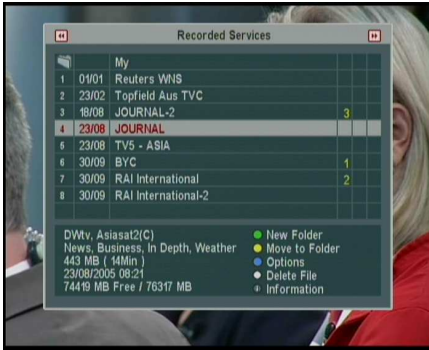 Recorded Services
My
1 01/01 Reuters WNS
2 23/02 Topfield Aus TVC
3 18/08 JOURNAL-2 3
4 23/08 JOURNAL
5 23/08 TV5 - ASIA
6 30/09 BYC 1
7 30/09 RAI International 2
8 30/09 RAI International-2
DWtv, Asiasat2(C)
News, Business, In Depth, Weather
443 MB ( 14Min )
23/08/2005 08:21
74419 MB Free / 76317 MB
New Folder
Move to Folder
Options
Delete File
Information